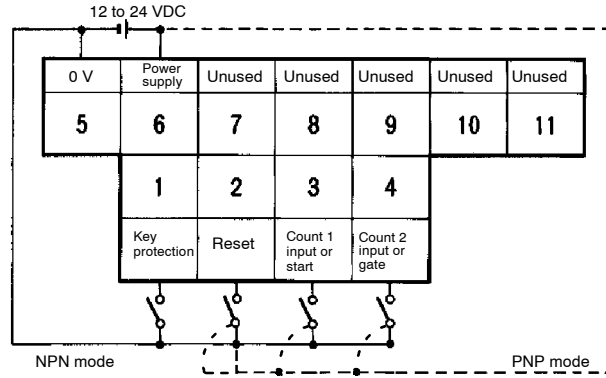 12 to 24 VDC
0 V
Power
supply
Unused
Unused
Unused
Unused
Unused
5
6
7
8
9
10
11
1
2
3
4
Key
protection
Reset
Count 1
input or
start
Count 2
input or
gate
NPN mode
PNP mode